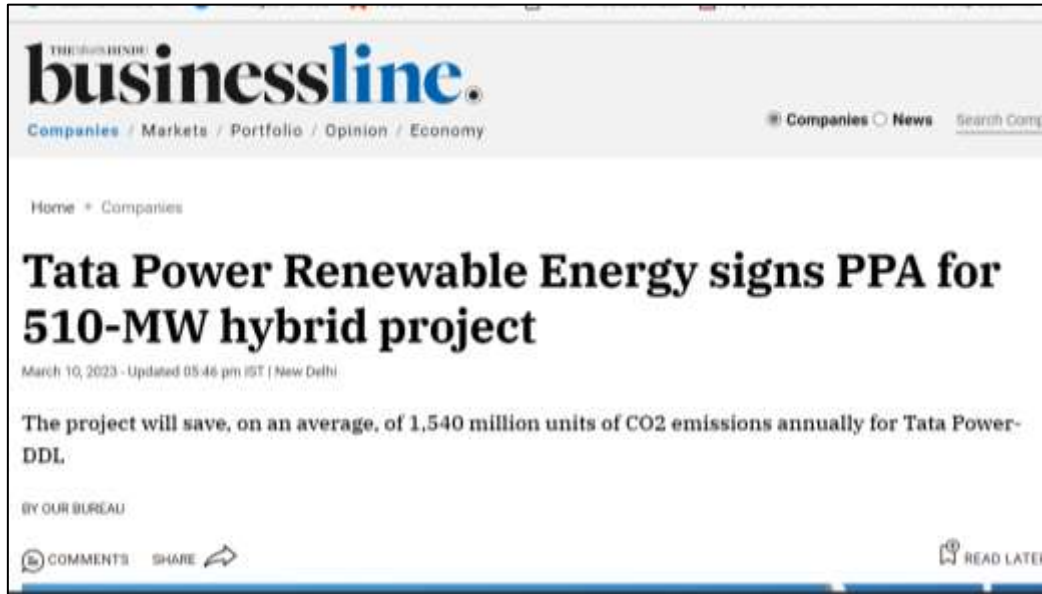 businessline.
Companies / Markets / Portfolio / Opinion / Economy
Companies News Search Comp
Home Companies
Tata Power Renewable Energy signs PPA for
510-MW hybrid project
March 10, 2023 - Updated 05:46 pm IST | New Delhi
The project will save, on an average, of 1,540 million units of CO2 emissions annually for Tata Power-
DDL
BY OUR BUREAU
COMMENTS SHARE READ LATER